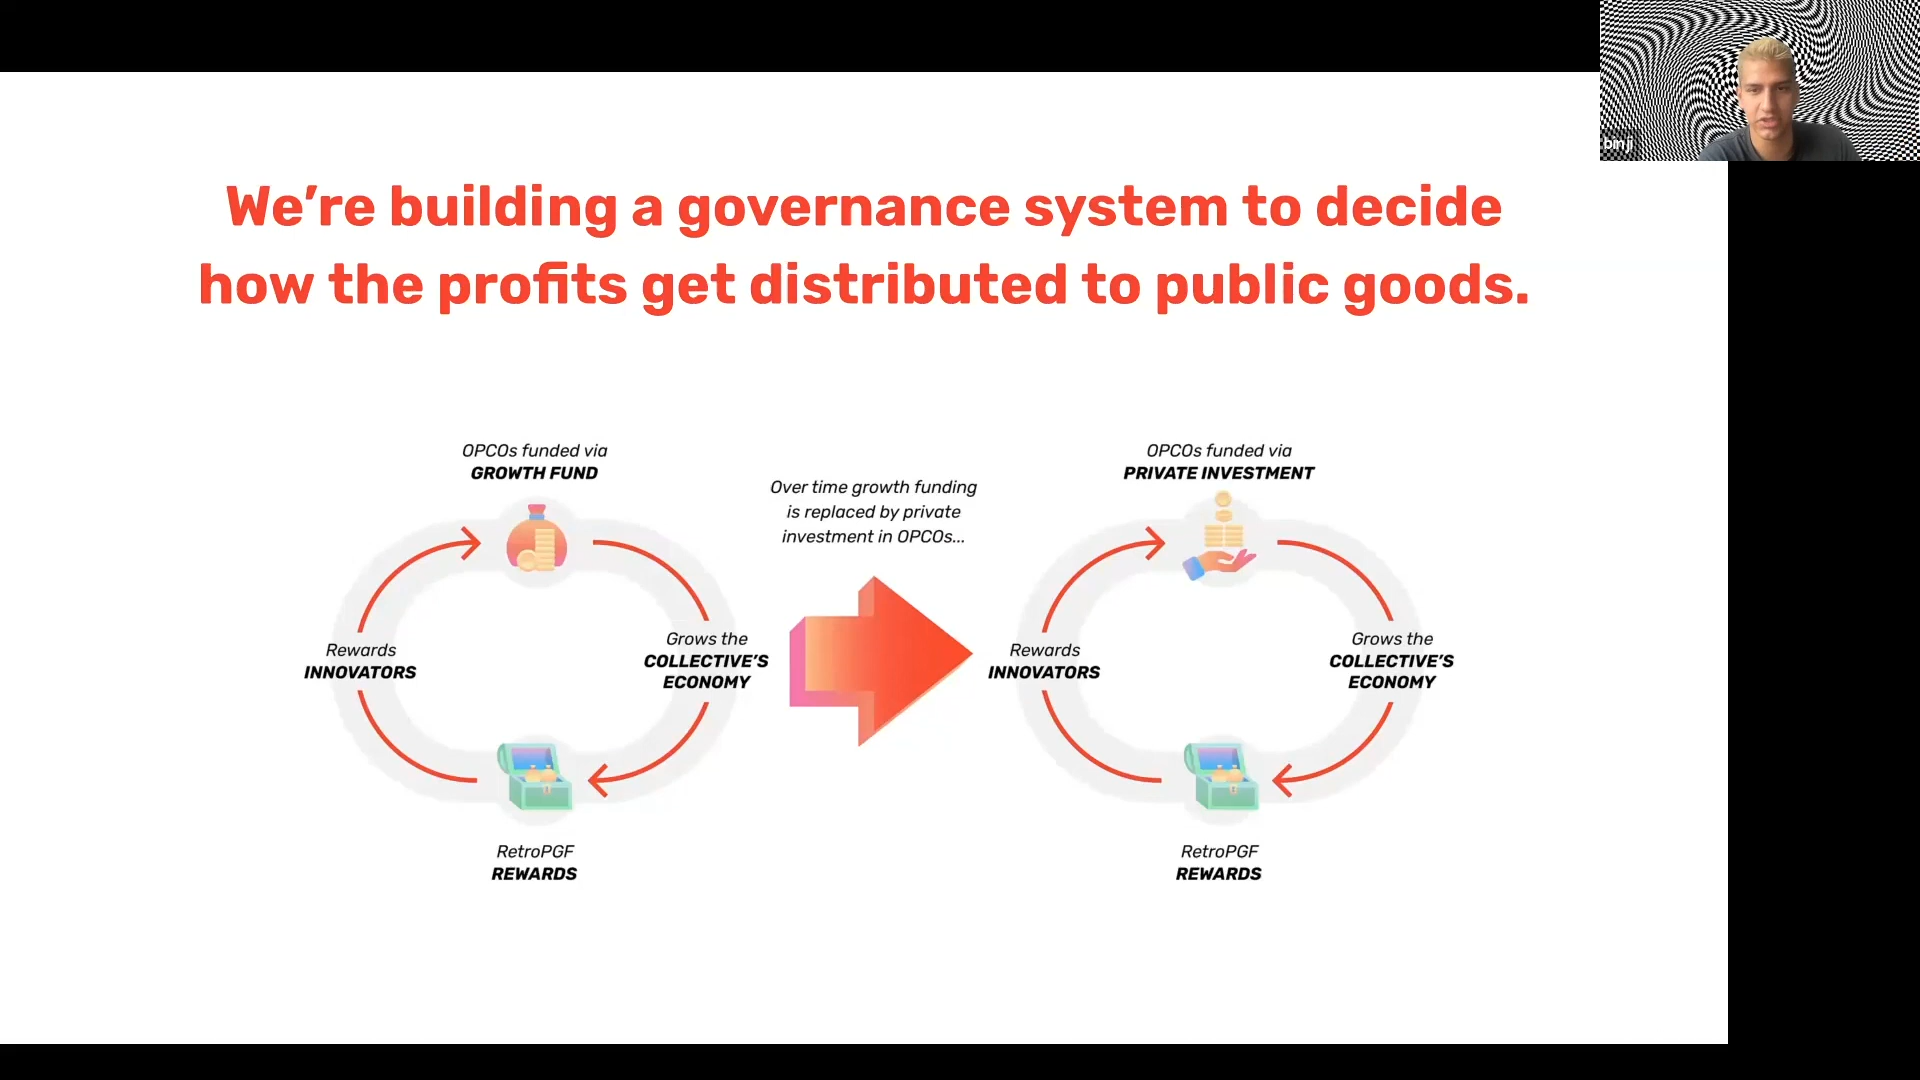 binji
We’re building a governance system to decide
how the profits get distributed to public goods.
OPCOs funded via
GROWTH FUND
Rewards
INNOVATORS
Grows the
COLLECTIVE’S
ECONOMY
RetroPGF
REWARDS
Over time growth funding
is replaced by private
investment in OPCOs...
OPCOs funded via
PRIVATE INVESTMENT
Rewards
INNOVATORS
Grows the
COLLECTIVE’S
ECONOMY
RetroPGF
REWARDS